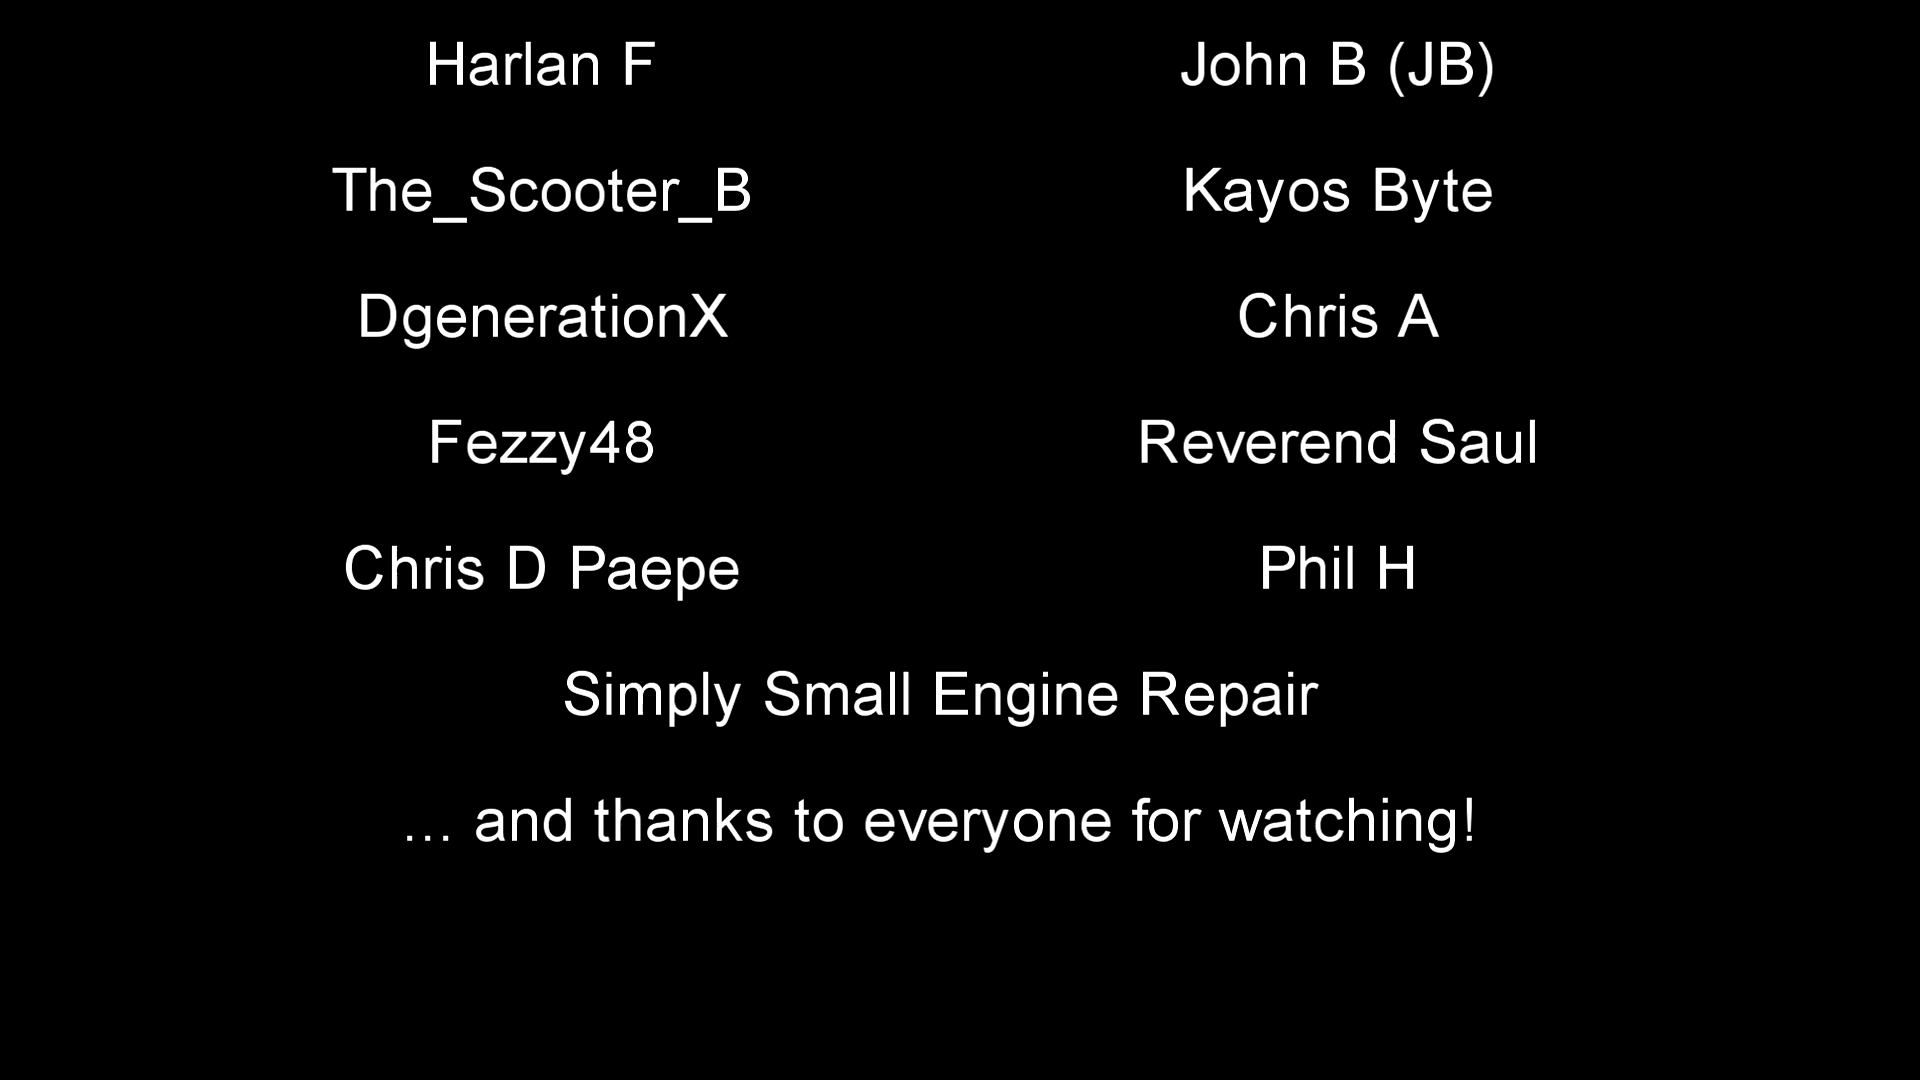 Harlan F John B (JB)
The_Scooter_B Kayos Byte
DgenerationX Chris A
Fezzy48 Reverend Saul
Chris D Paepe Phil H
Simply Small Engine Repair
... and thanks to everyone for watching!